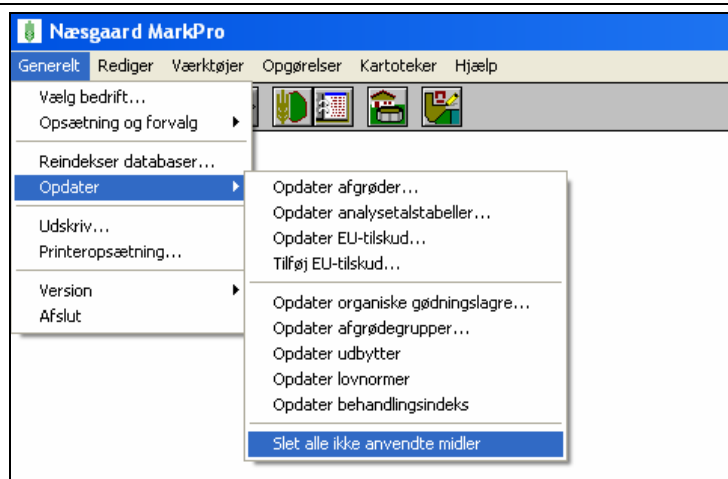 Næsgaard MarkPro
Generelt Rediger Værktøjer Opgørelser Kartoteker Hjælp
Vælg bedrift...
Opsætning og forvalg
Reindekser databaser...
Opdater
Udskriv...
Printeropsætning...
Version
Afslut
Opdater afgrøder...
Opdater analysetalstabeller...
Opdater EU-tilskud...
Tilføj EU-tilskud...
Opdater organiske gødningslagre...
Opdater afgrødegrupper...
Opdater udbytter
Opdater lovnormer
Opdater behandlingsindeks
Slet alle ikke anvendte midler